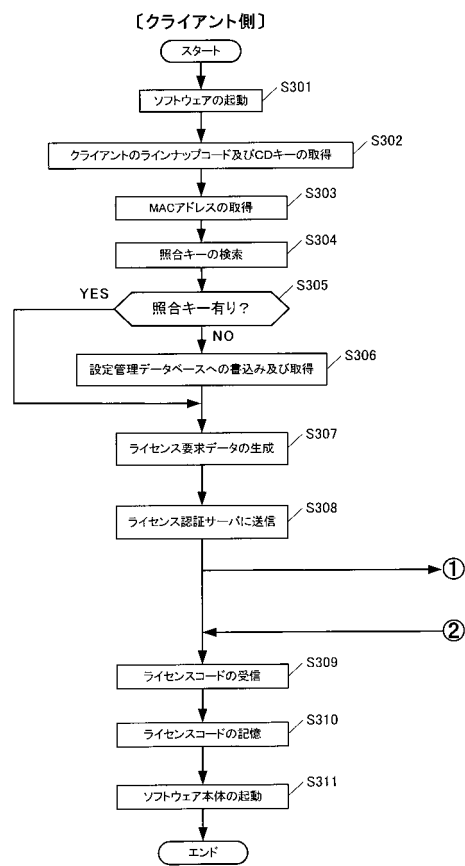 〔クライアント側〕
スタート
S301
ソフトウェアの起動
S302
クライアントのラインナップコード及びCDキーの取得
S303
MACアドレスの取得
S304
照合キーの検索
S305
YES
照合キー有り?
NO
S306
設定管理データベースへの書込み及び取得
S307
ライセンス要求データの生成
S308
ライセンス認証サーバに送信
①
②
S309
ライセンスコードの受信
S310
ライセンスコードの記憶
S311
ソフトウェア本体の起動
エンド